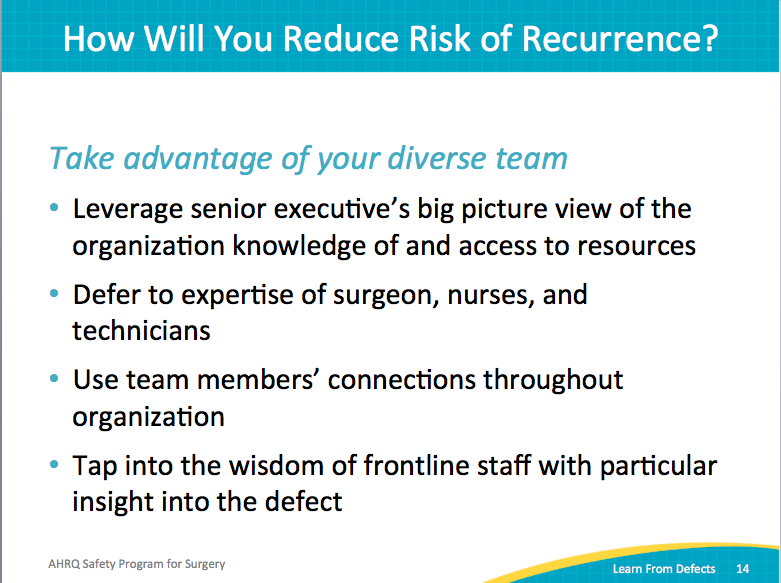 How Will You Reduce Risk of Recurrence?
Take advantage of your diverse team
• Leverage senior executive’s big picture view of the
organization knowledge of and access to resources
• Defer to expertise of surgeon, nurses, and
technicians
• Use team members’ connections throughout
organization
• Tap into the wisdom of frontline staff with particular
insight into the defect
AHRQ Safety Program for Surgery
Learn From Defects 14